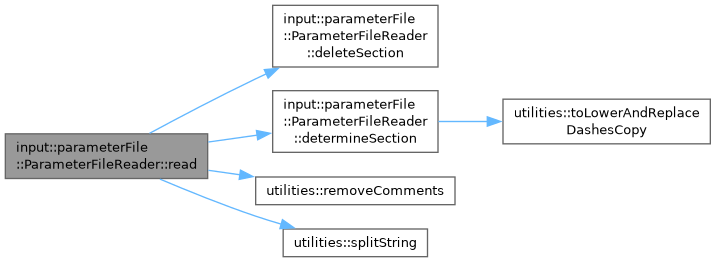 input::parameterFile
::ParameterFileReader::read
input::parameterFile
::ParameterFileReader
::deleteSection
input::parameterFile
::ParameterFileReader
::determineSection
utilities::toLowerAndReplace
DashesCopy
utilities::removeComments
utilities::splitString